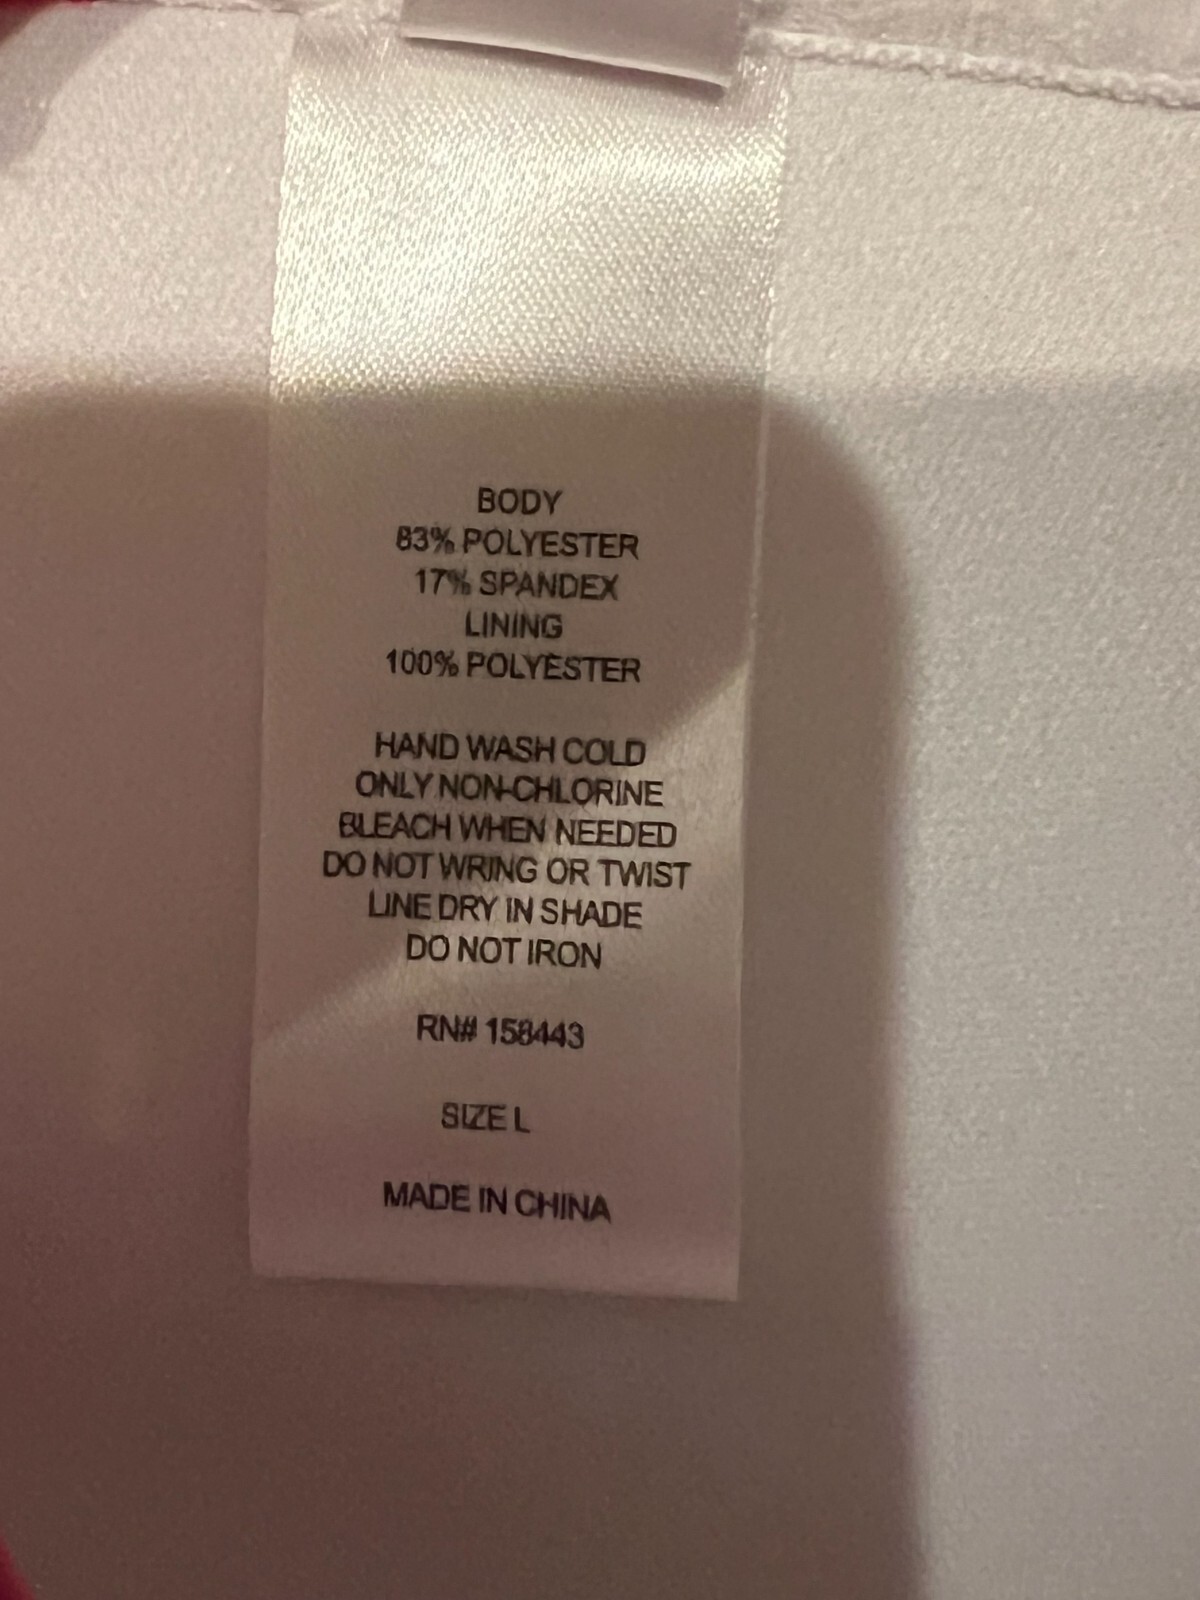 BODY
83% POLYESTER
17% SPANDEX
LINING
100% POLYESTER
HAND WASH COLD
ONLY NON-CHLORINE
BLEACH WHEN NEEDED
DO NOT WRING OR TWIST
LINE DRY IN SHADE
DO NOT IRON
RN# 158443
SIZE L
MADE IN CHINA